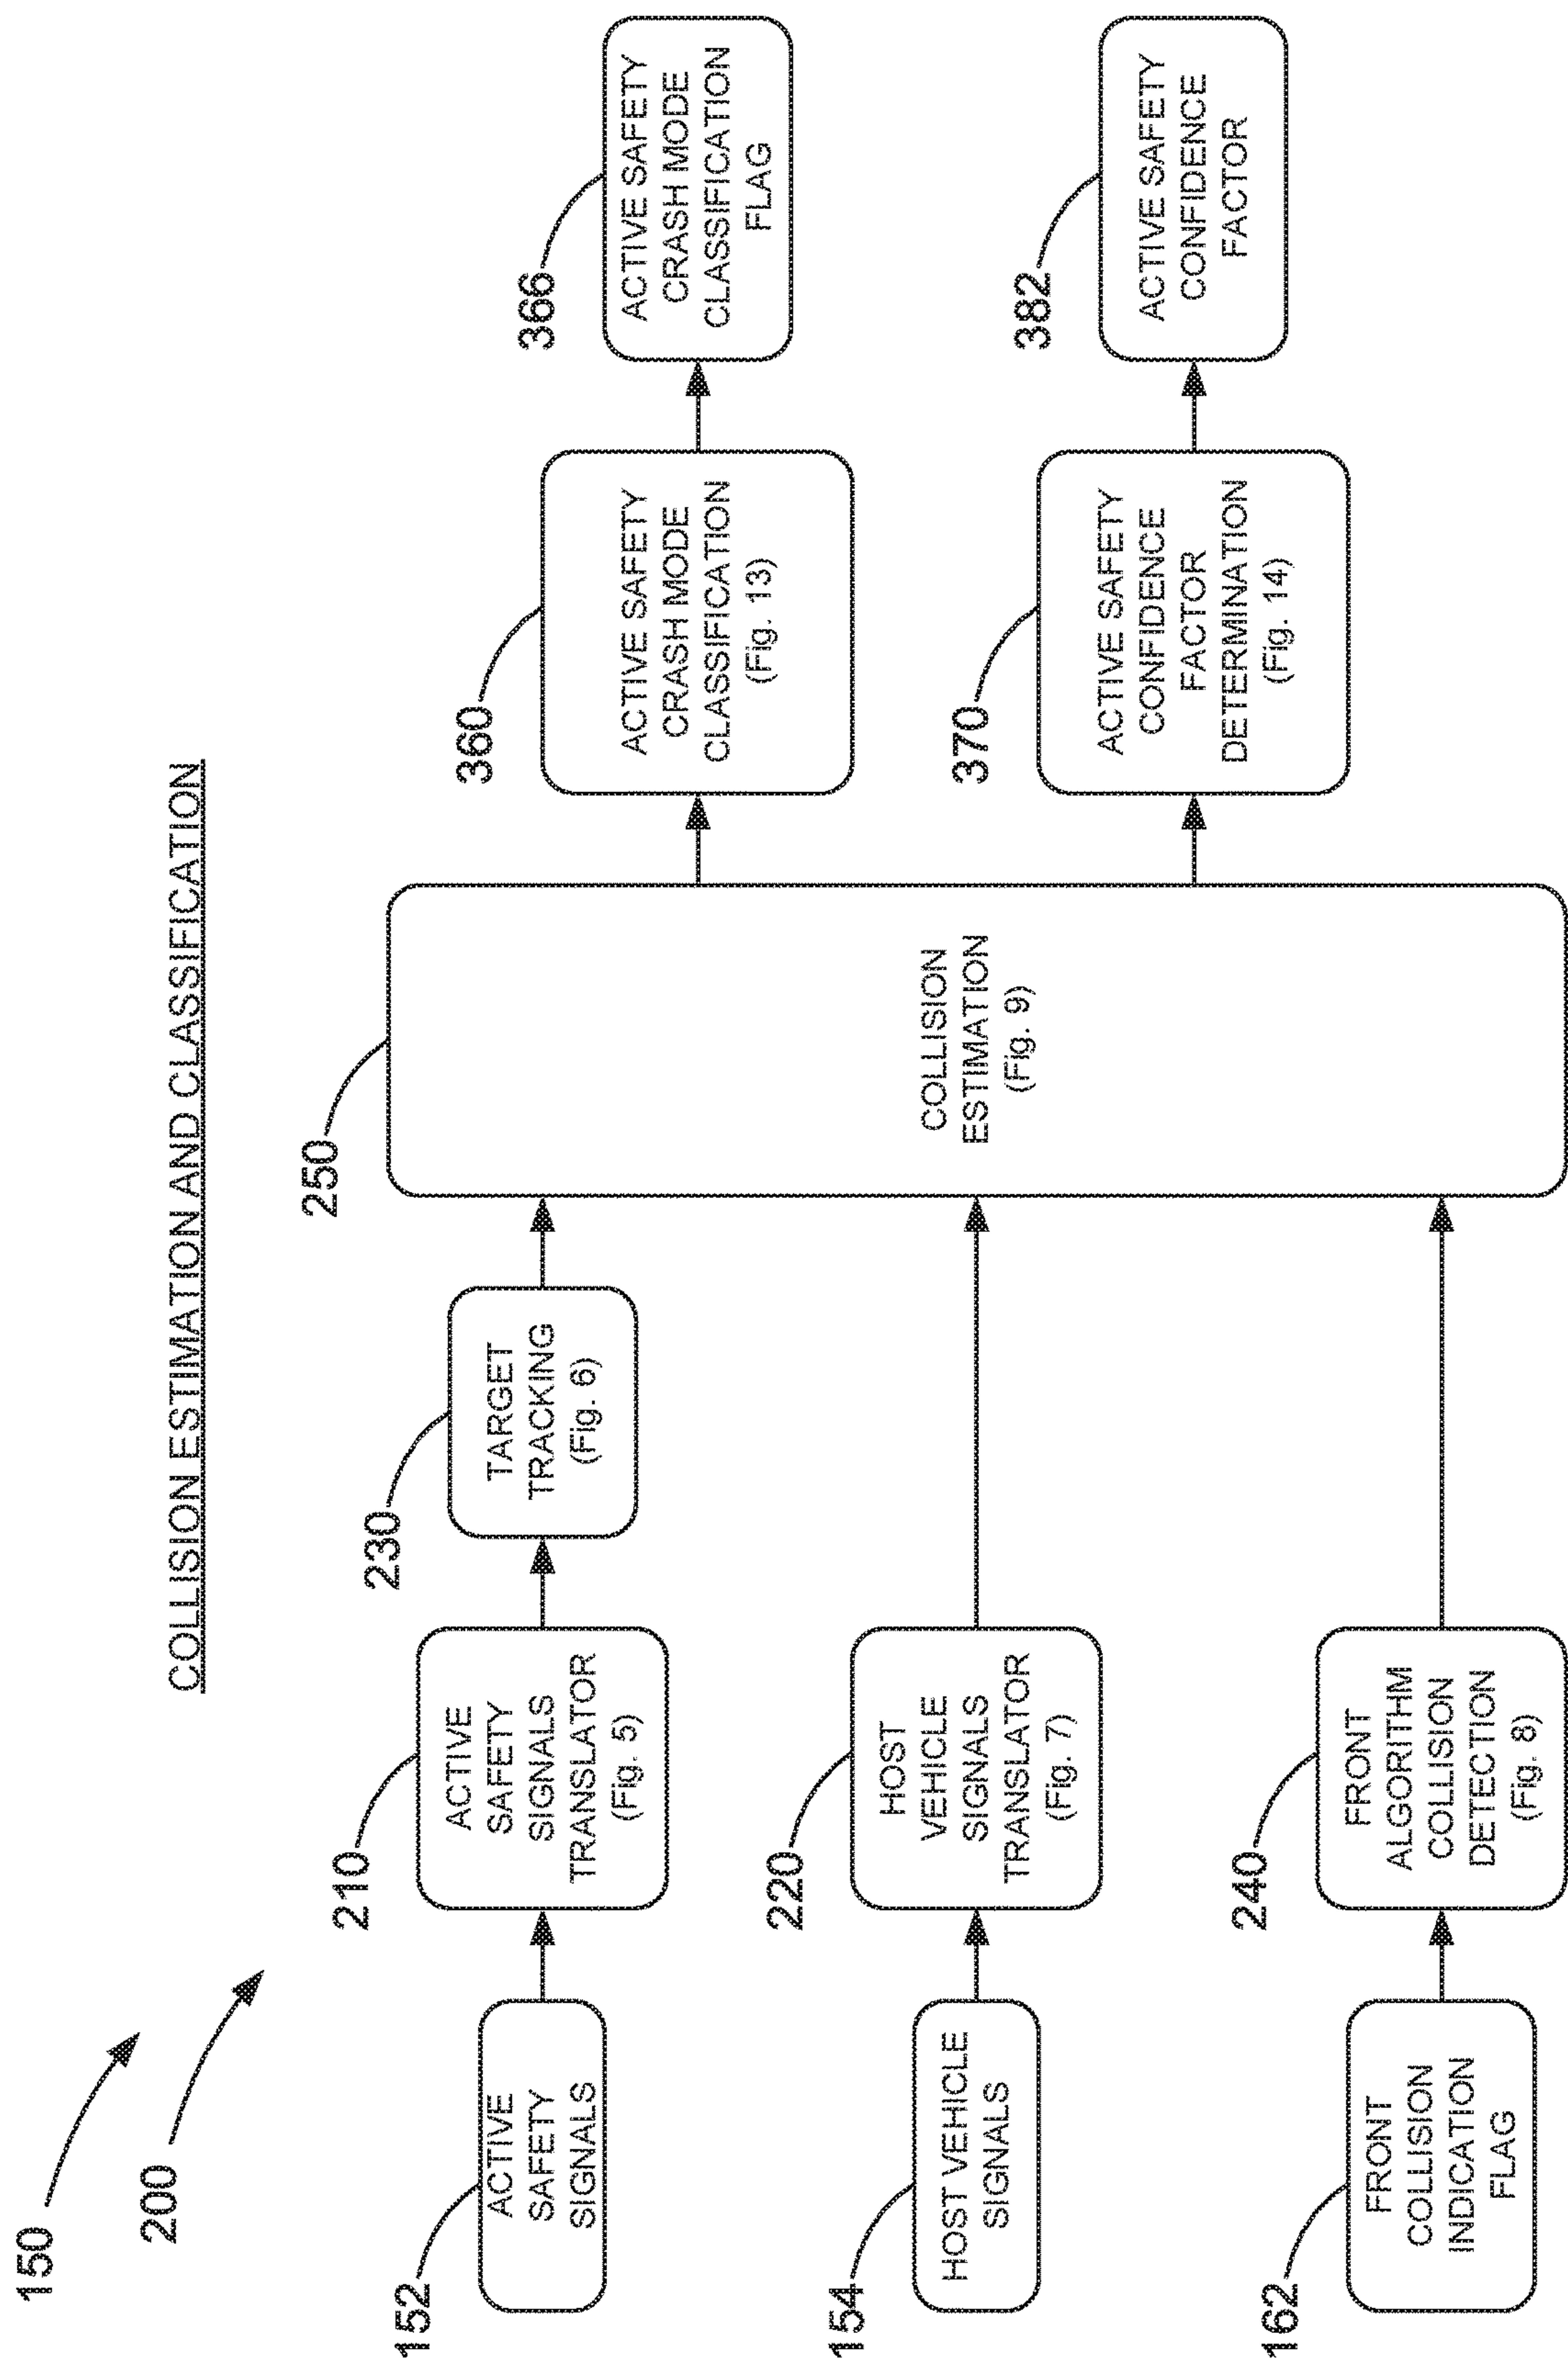 COLLISION ESTIMATION AND CLASSIFICATION
150
200
152
ACTIVE
SAFETY
SIGNALS
210
ACTIVE
SAFETY
SIGNALS
TRANSLATOR
(Fig. 5)
230
TARGET
TRACKING
(Fig. 6)
154
HOST VEHICLE
SIGNALS
220
HOST
VEHICLE
SIGNALS
TRANSLATOR
(Fig. 7)
162
FRONT
COLLISION
INDICATION
FLAG
240
FRONT
ALGORITHM
COLLISION
DETECTION
(Fig. 8)
250
COLLISION
ESTIMATION
(Fig. 9)
360
ACTIVE SAFETY
CRASH MODE
CLASSIFICATION
(Fig. 13)
366
ACTIVE SAFETY
CRASH MODE
CLASSIFICATION
FLAG
370
ACTIVE SAFETY
CONFIDENCE
FACTOR
DETERMINATION
(Fig. 14)
382
ACTIVE SAFETY
CONFIDENCE
FACTOR